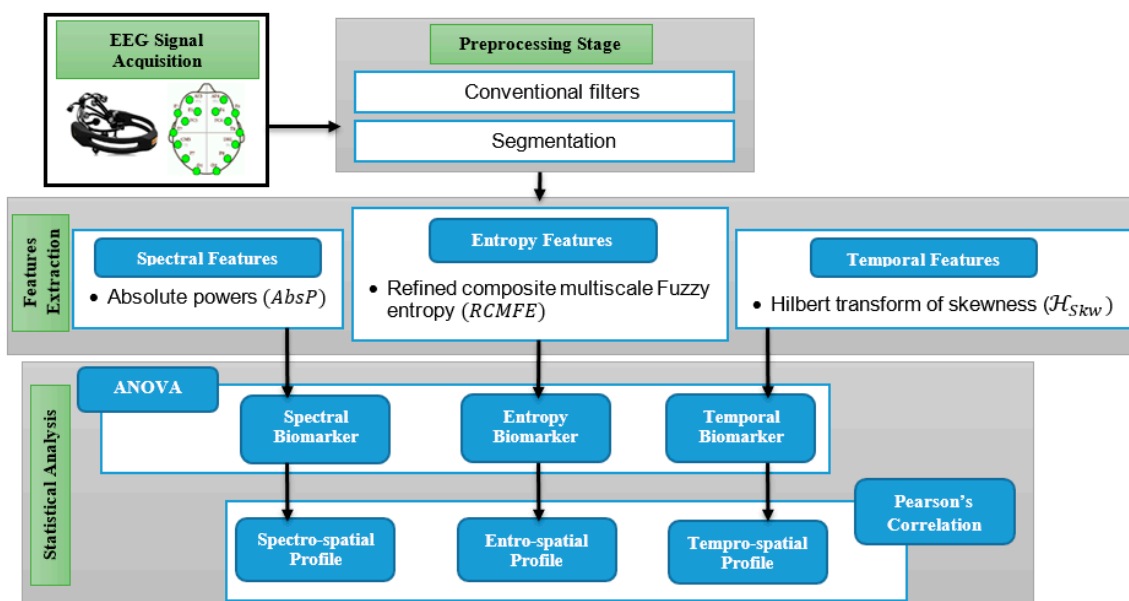 EEG Signal
Acquisition
Preprocessing Stage
Conventional filters
Segmentation
Features
Extraction
Spectral Features
• Absolute powers (AbsP)
Entropy Features
• Refined composite multiscale Fuzzy
entropy (RCMFE)
Temporal Features
• Hilbert transform of skewness (ℋ_Skw)
Statistical Analysis
ANOVA
Spectral
Biomarker
Entropy
Biomarker
Temporal
Biomarker
Pearson's
Correlation
Spectro-spatial
Profile
Entro-spatial
Profile
Tempro-spatial
Profile